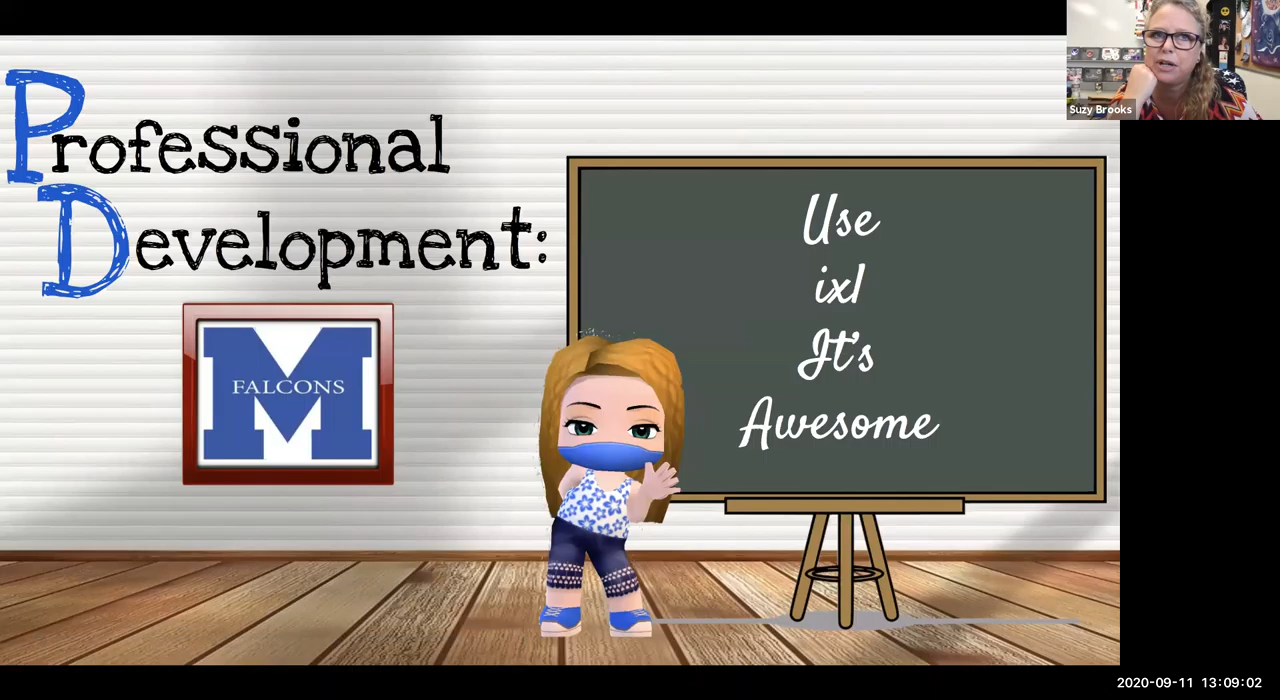 Professional
Development:
FALCONS
Use
ixl
It's
Awesome
Suzy Brooks
2020-09-11 13:09:02